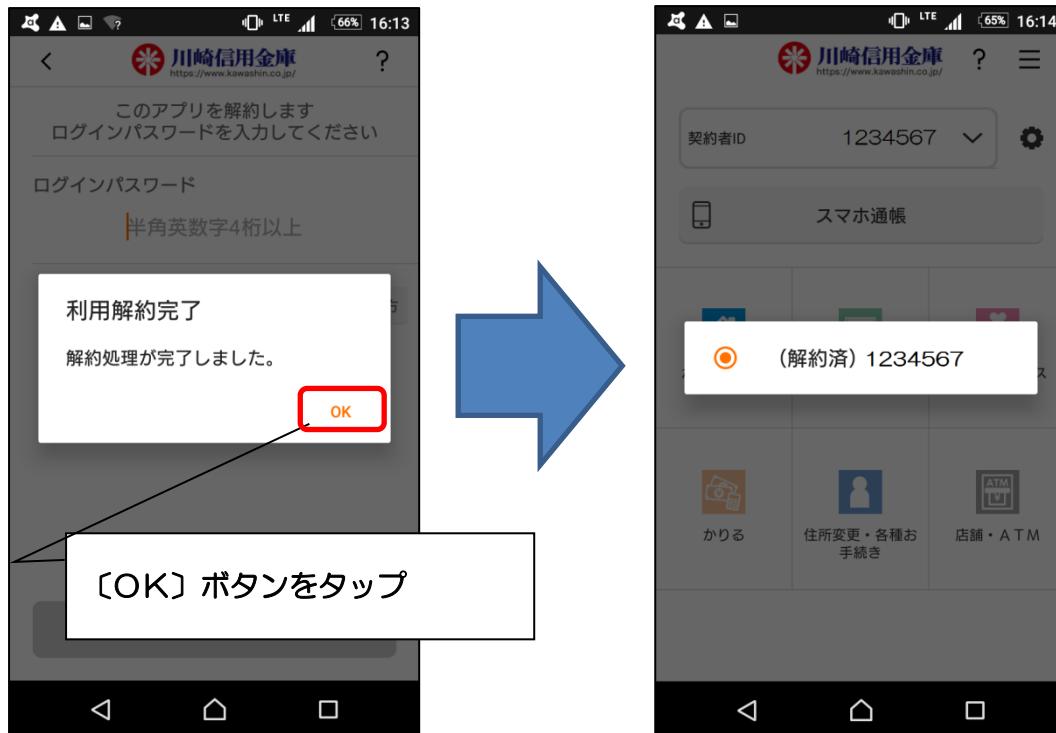 LTE 66% 16:13
川崎信用金庫 ?
https://www.kawashin.co.jp/
このアプリを解約します
ログインパスワードを入力してください
ログインパスワード
半角英数字4桁以上
利用解約完了
解約処理が完了しました。
OK
〔OK〕ボタンをタップ
LTE 65% 16:14
川崎信用金庫 ?
https://www.kawashin.co.jp/
契約者ID 1234567
スマホ通帳
(解約済) 1234567
ス
かりる
住所変更・各種お
手続き
ATM
店舗・ATM